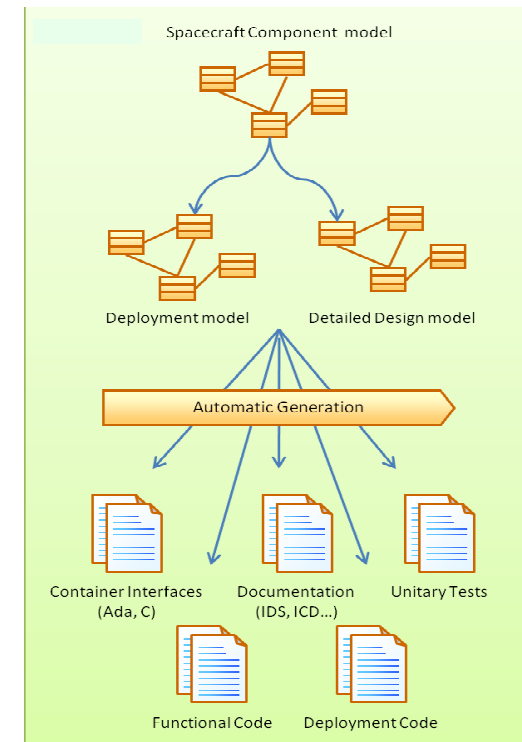 Spacecraft Component model
Deployment model
Detailed Design model
Automatic Generation
Container Interfaces
(Ada, C)
Documentation
(IDS, ICD...)
Unitary Tests
Functional Code
Deployment Code